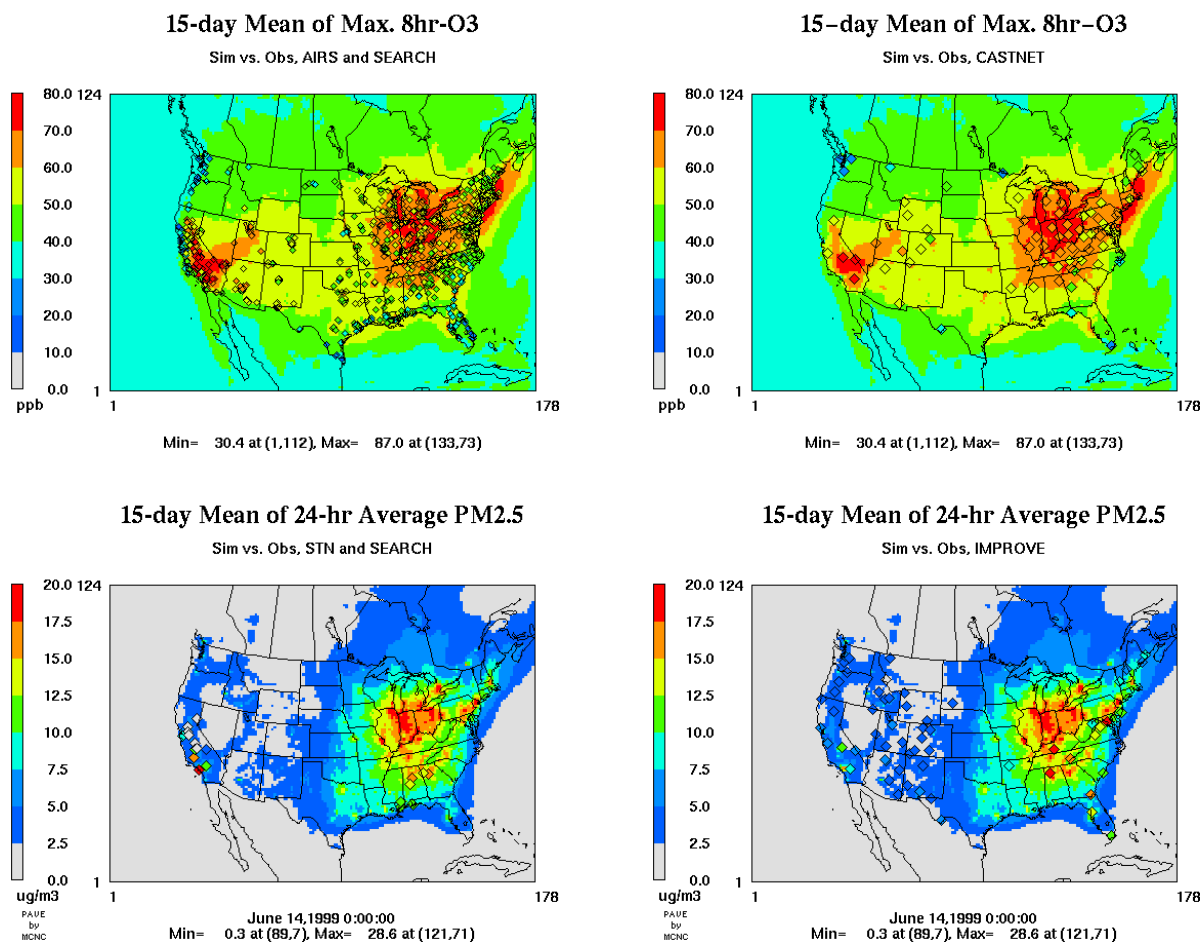 15-day Mean of Max. 8hr-O3
Sim vs. Obs, AIRS and SEARCH
80.0
70.0
60.0
50.0
40.0
30.0
20.0
10.0
0.0
ppb
124
1
1
178
Min= 30.4 at (1,112), Max= 87.0 at (133,73)
15-day Mean of Max. 8hr-O3
Sim vs. Obs, CASTNET
80.0
70.0
60.0
50.0
40.0
30.0
20.0
10.0
0.0
ppb
124
1
1
178
Min= 30.4 at (1,112), Max= 87.0 at (133,73)
15-day Mean of 24-hr Average PM2.5
Sim vs. Obs, STN and SEARCH
20.0
17.5
15.0
12.5
10.0
7.5
5.0
2.5
0.0
ug/m3
PAVE
by
MCNC
124
1
1
178
June 14,1999 0:00:00
Min= 0.3 at (89,7), Max= 28.6 at (121,71)
15-day Mean of 24-hr Average PM2.5
Sim vs. Obs, IMPROVE
20.0
17.5
15.0
12.5
10.0
7.5
5.0
2.5
0.0
ug/m3
PAVE
by
MCNC
124
1
1
178
June 14,1999 0:00:00
Min= 0.3 at (89,7), Max= 28.6 at (121,71)